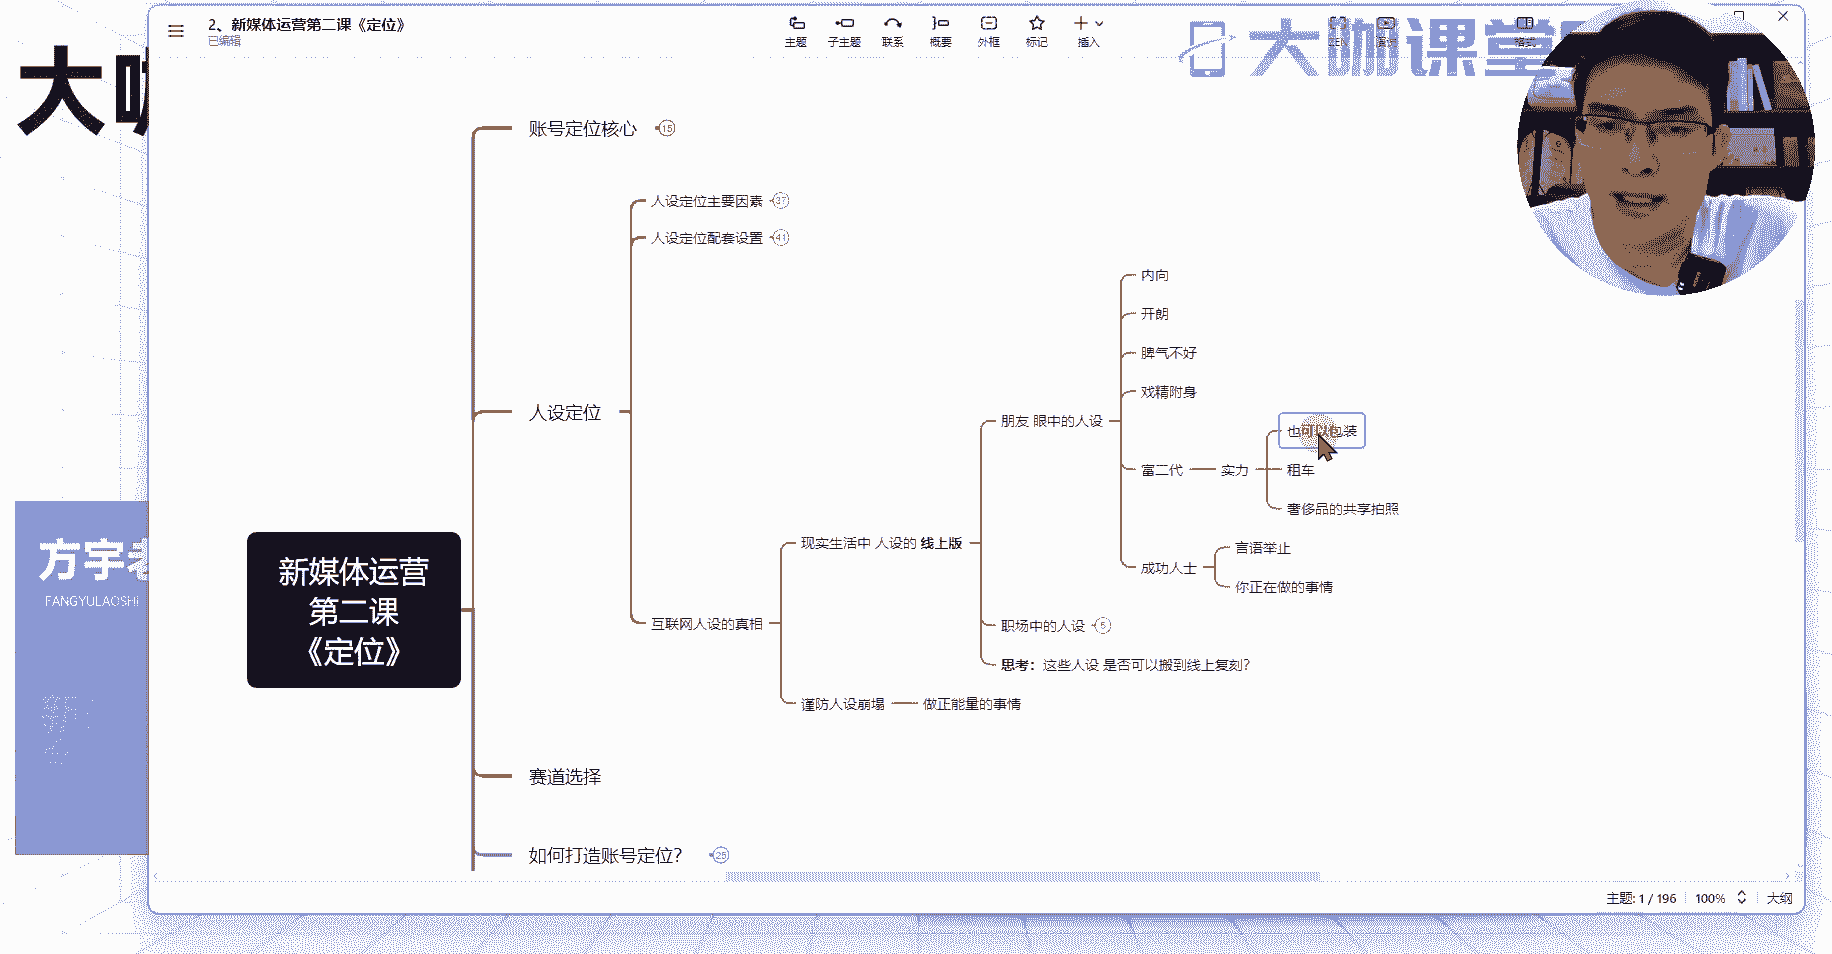 2、新媒体运营第二课《定位》
已编辑
主题
子主题
联系
概要
外框
标记
插入
ZEN
格式
大咖课堂
大
账号定位核心
15
人设定位主要因素
37
人设定位配套设置
41
内向
开朗
脾气不好
戏精附身
人设定位
朋友 眼中的人设
也可以包装
富二代
实力
租车
奢侈品的共享拍照
现实生活中 人设的 线上版
言语举止
成功人士
你正在做的事情
互联网人设的真相
职场中的人设
5
思考：这些人设 是否可以搬到线上复刻？
谨防人设崩塌
做正能量的事情
新媒体运营
第二课
《定位》
赛道选择
如何打造账号定位？
25
方宇老
FANGYULAOSHI
主题: 1 / 196
100%
大纲